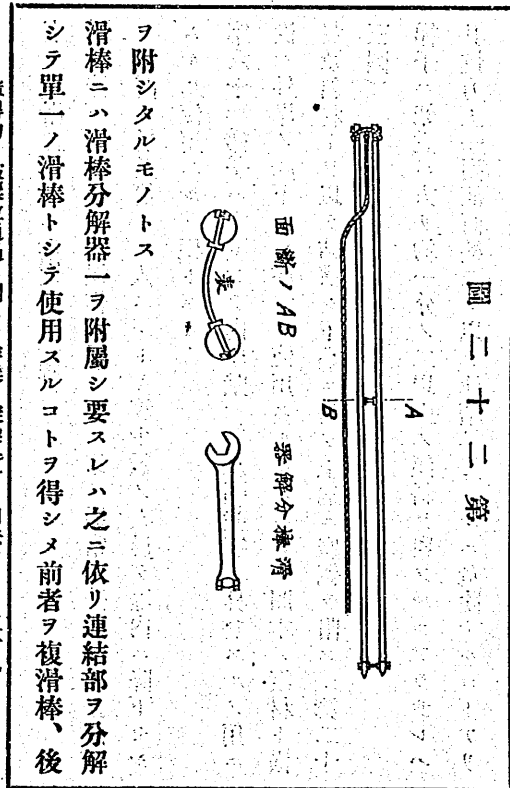 第二十二圖
A
B
AB ノ斷面
表
滑棒分解器
ヲ附シタルモノトス
滑棒ニハ滑棒分解器一ヲ附屬シ要スレハ之ニ依リ連結部ヲ分解
シテ單一ノ滑棒トシテ使用スルコトヲ得シメ前者ヲ複滑棒、後